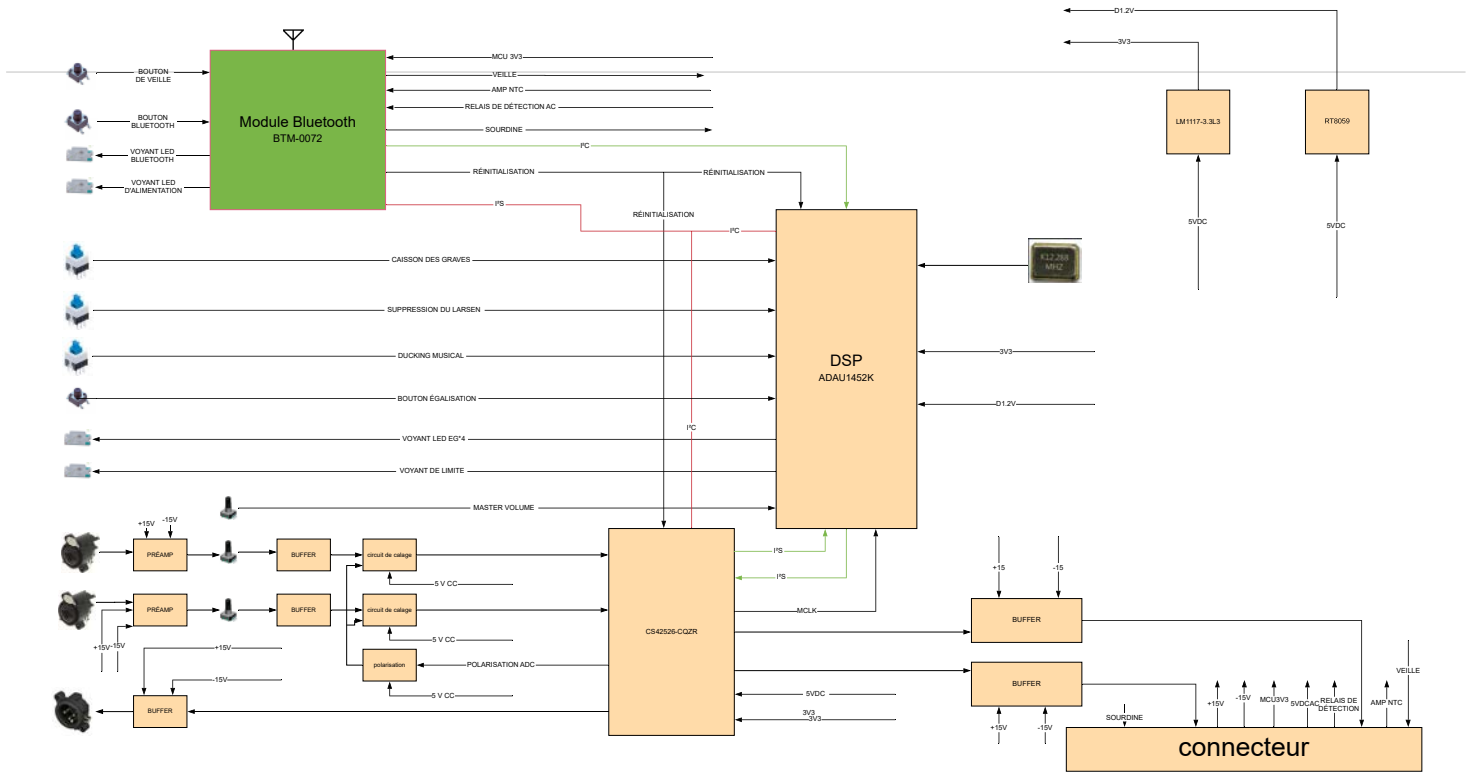 D1.2V
3V3
MCU 3V3
BOUTON
DE VEILLE
VEILLE
AMP NTC
RELAIS DE DÉTECTION AC
BOUTON
BLUETOOTH
Module Bluetooth
BTM-0072
SOURDINE
LM1117-3.3L3
RT8059
I²C
VOYANT LED
BLUETOOTH
RÉINITIALISATION
RÉINITIALISATION
VOYANT LED
D'ALIMENTATION
I²S
RÉINITIALISATION
5VDC
5VDC
I²C
CAISSON DES GRAVES
K12.288
MHZ
SUPPRESSION DU LARSEN
DUCKING MUSICAL
3V3
DSP
ADAU1452K
BOUTON ÉGALISATION
D1.2V
I²C
VOYANT LED EG*4
VOYANT DE LIMITE
MASTER VOLUME
+15V
-15V
PRÉAMP
BUFFER
circuit de calage
I²S
5 V CC
I²S
+15
-15
PRÉAMP
BUFFER
circuit de calage
MCLK
BUFFER
CS42526-CQZR
5 V CC
+15V
-15V
+15V
polarisation
POLARISATION ADC
-15V
5 V CC
5VDC
BUFFER
3V3
3V3
BUFFER
VEILLE
+15V
-15V
SOURDINE
+15V
-15V
MCU3V3
5VDCAC
RELAIS DE
DÉTECTION
AMP NTC
connecteur